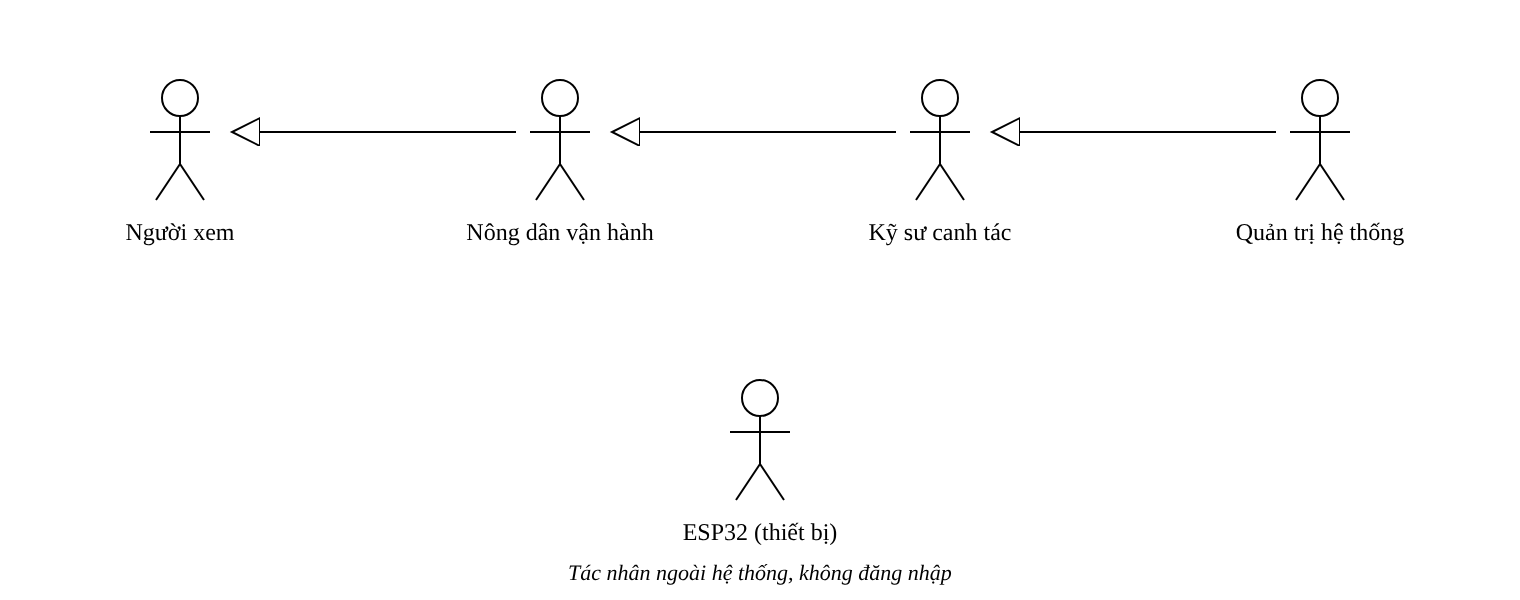 Người xem
Nông dân vận hành
Kỹ sư canh tác
Quản trị hệ thống
ESP32 (thiết bị)
Tác nhân ngoài hệ thống, không đăng nhập